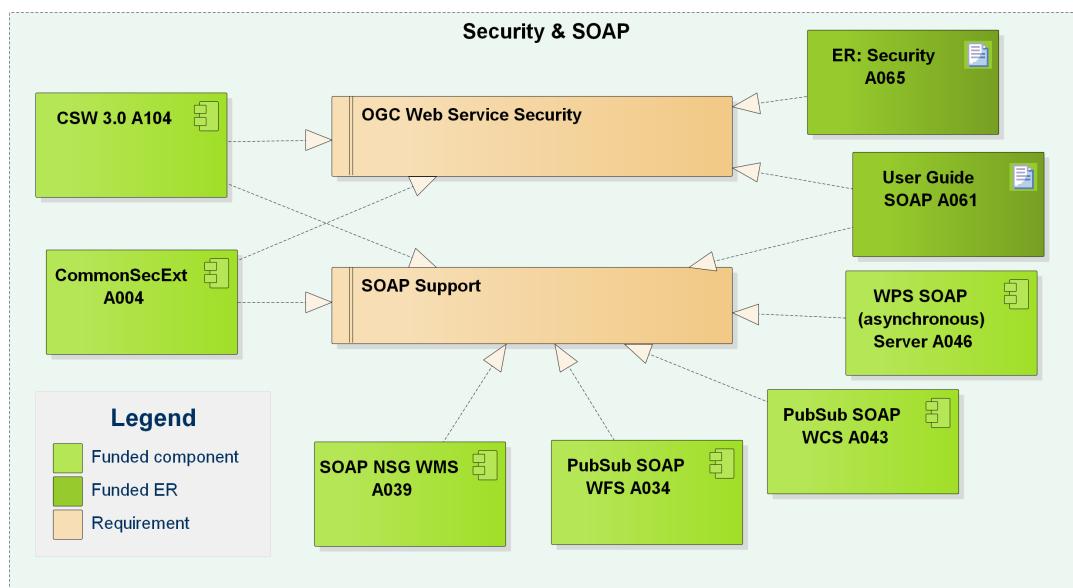 Security & SOAP
ER: Security
A065
CSW 3.0 A104
OGC Web Service Security
User Guide
SOAP A061
CommonSecExt
A004
SOAP Support
WPS SOAP
(asynchronous)
Server A046
PubSub SOAP
WCS A043
SOAP NSG WMS
A039
PubSub SOAP
WFS A034
Legend
Funded component
Funded ER
Requirement